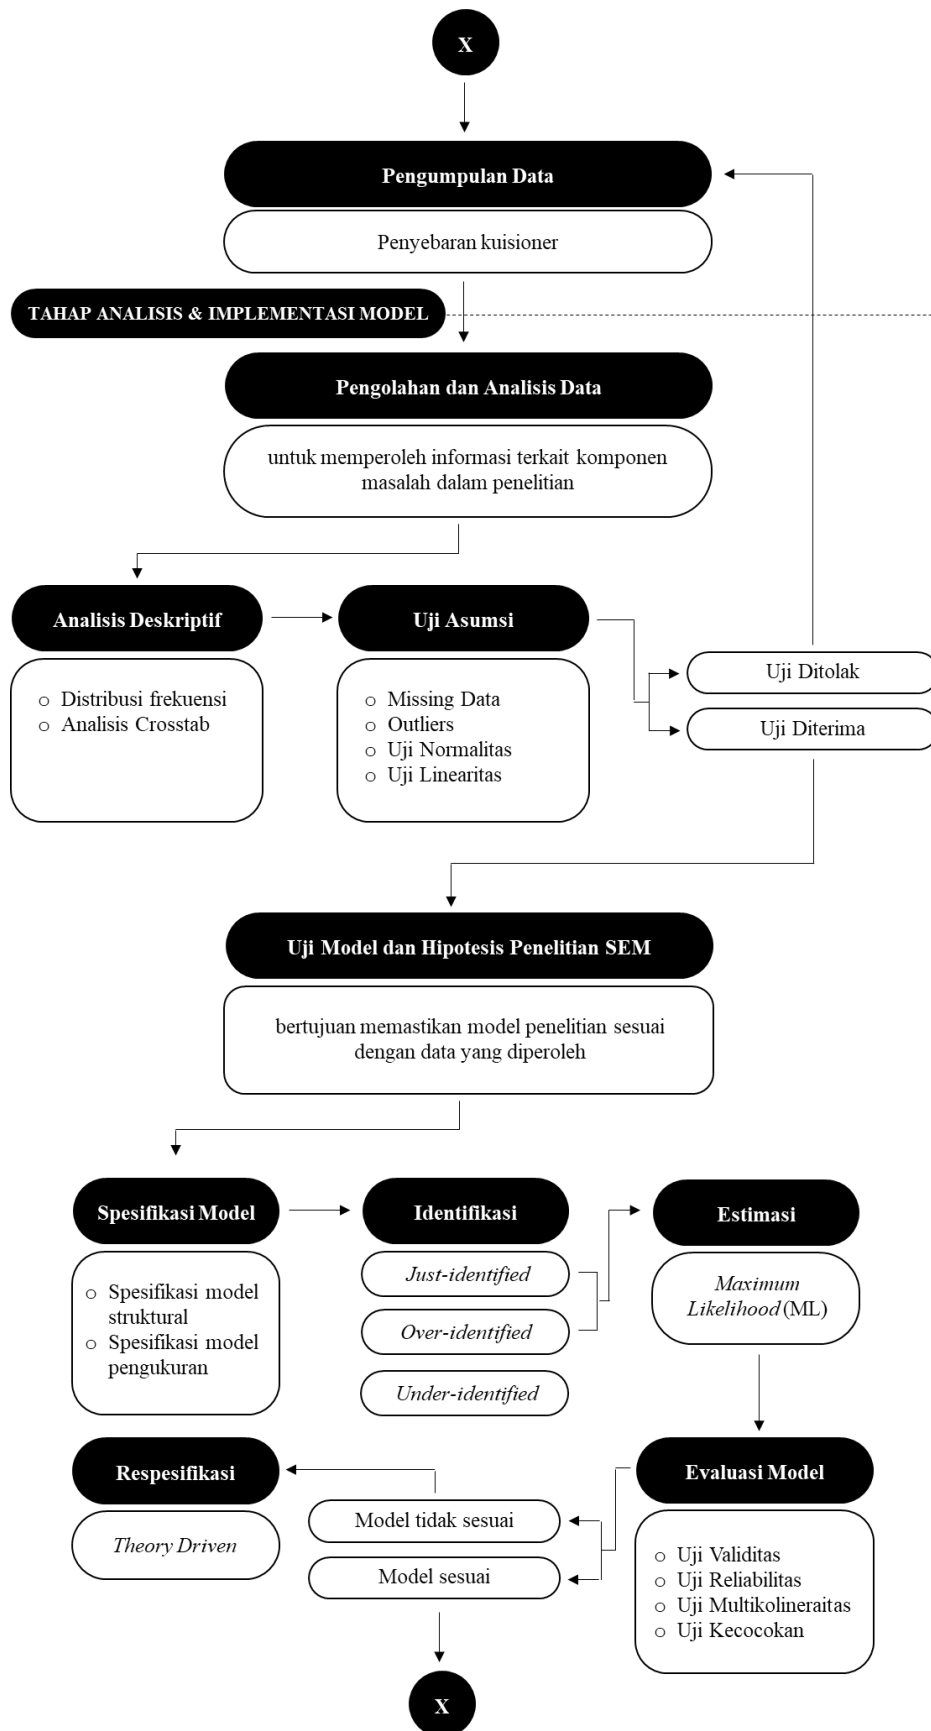 X
Pengumpulan Data
Penyebaran kuisioner
TAHAP ANALISIS & IMPLEMENTASI MODEL
Pengolahan dan Analisis Data
untuk memperoleh informasi terkait komponen
masalah dalam penelitian
Analisis Deskriptif
o Distribusi frekuensi
o Analisis Crosstab
Uji Asumsi
o Missing Data
o Outliers
o Uji Normalitas
o Uji Linearitas
Uji Ditolak
Uji Diterima
Uji Model dan Hipotesis Penelitian SEM
bertujuan memastikan model penelitian sesuai
dengan data yang diperoleh
Spesifikasi Model
o Spesifikasi model
struktural
o Spesifikasi model
pengukuran
Identifikasi
Just-identified
Over-identified
Under-identified
Estimasi
Maximum
Likelihood (ML)
Respesifikasi
Theory Driven
Model tidak sesuai
Model sesuai
Evaluasi Model
o Uji Validitas
o Uji Reliabilitas
o Uji Multikolineraitas
o Uji Kecocokan
X